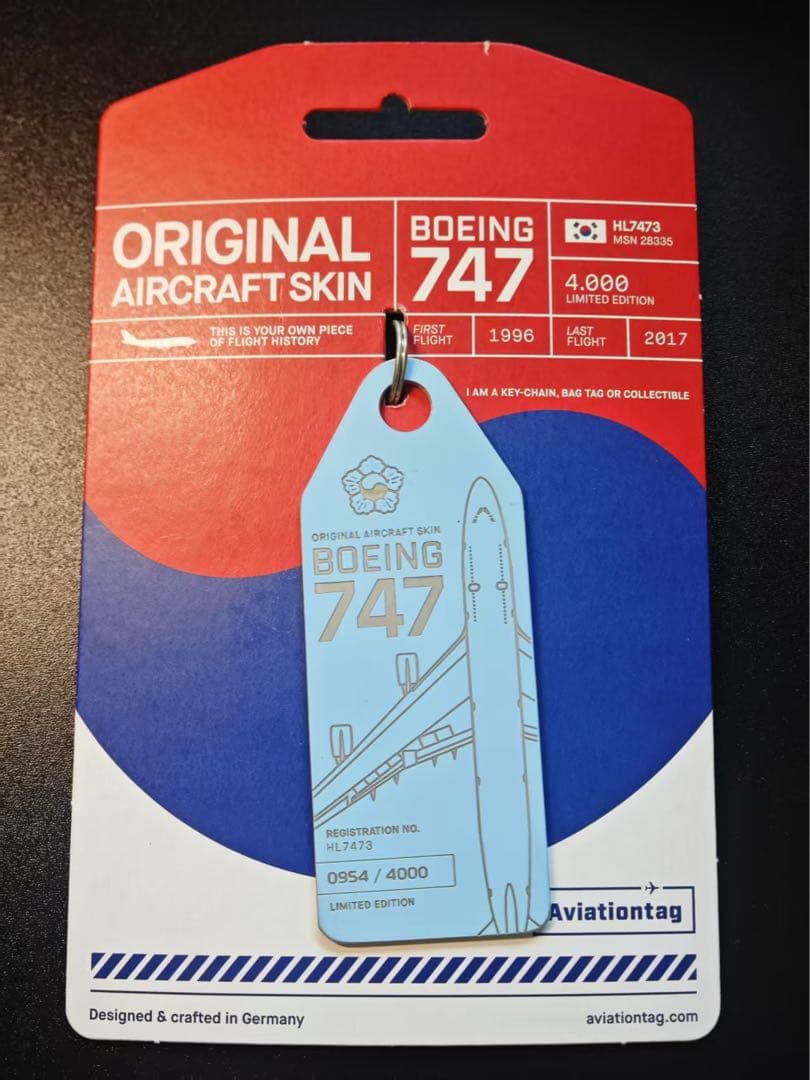 ORIGINAL
AIRCRAFT SKIN
BOEING
747
HL7473
MSN 28335
4.000
LIMITED EDITION
THIS IS YOUR OWN PIECE
OF FLIGHT HISTORY
FIRST
FLIGHT
1996
LAST
FLIGHT
2017
I AM A KEY-CHAIN, BAG TAG OR COLLECTIBLE
ORIGINAL AIRCRAFT SKIN
BOEING
747
REGISTRATION NO.
HL7473
0954 / 4000
LIMITED EDITION
Aviationtag
Designed & crafted in Germany
aviationtag.com